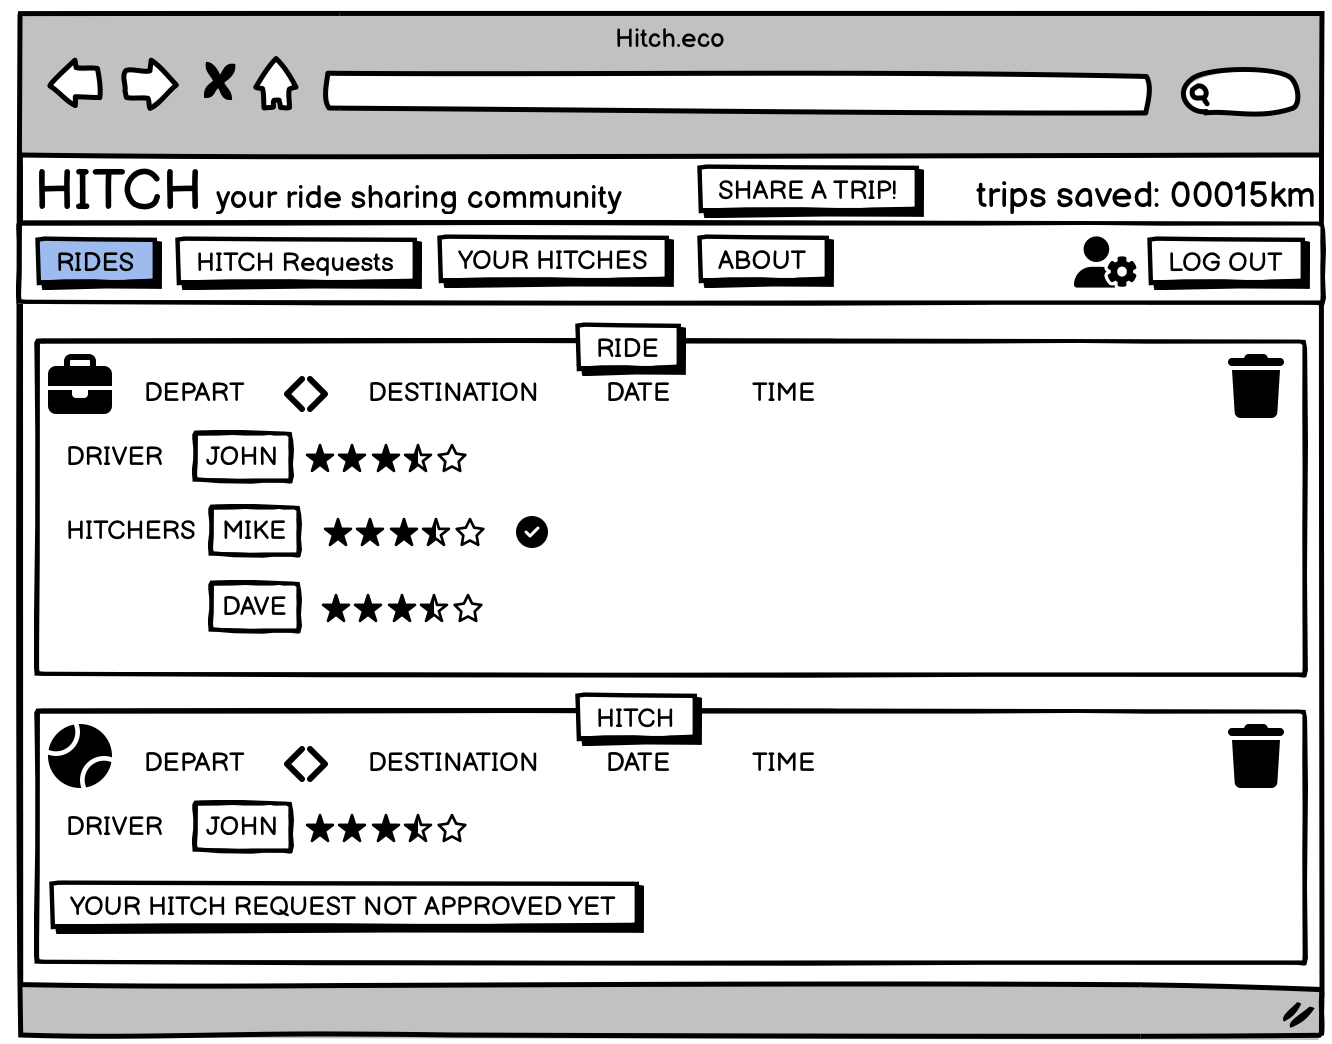 Hitch.eco
HITCH your ride sharing community SHARE A TRIP! trips saved: 00015km
RIDES HITCH Requests YOUR HITCHES ABOUT LOG OUT
RIDE
DEPART DESTINATION DATE TIME
DRIVER JOHN
HITCHERS MIKE
DAVE
HITCH
DEPART DESTINATION DATE TIME
DRIVER JOHN
YOUR HITCH REQUEST NOT APPROVED YET